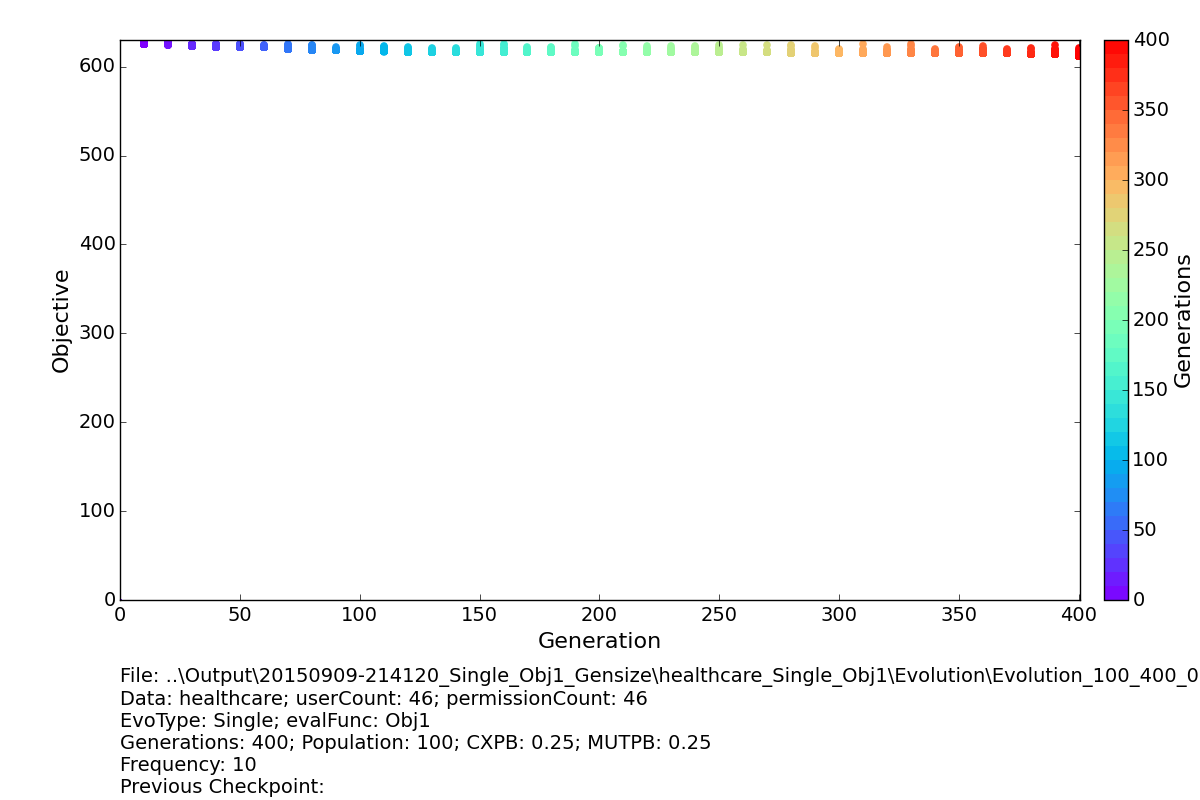 600
500
400
300
200
100
0
Objective
0 50 100 150 200 250 300 350 400
Generation
400
350
300
250
200
150
100
50
0
Generations
File: ..\Output\20150909-214120_Single_Obj1_Gensize\healthcare_Single_Obj1\Evolution\Evolution_100_400_0
Data: healthcare; userCount: 46; permissionCount: 46
EvoType: Single; evalFunc: Obj1
Generations: 400; Population: 100; CXPB: 0.25; MUTPB: 0.25
Frequency: 10
Previous Checkpoint: